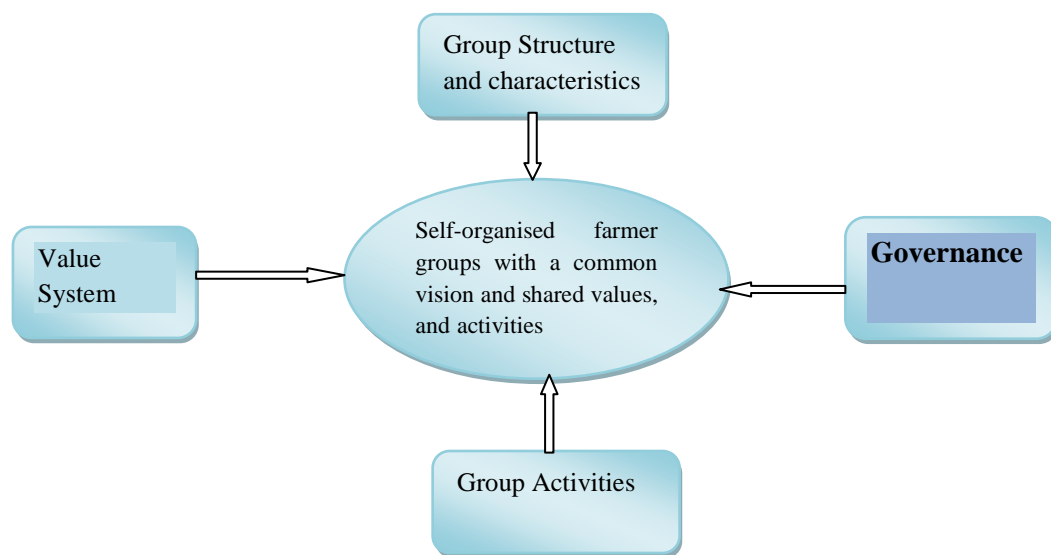 Group Structure
and characteristics
Value
System
Self-organised farmer
groups with a common
vision and shared values,
and activities
Governance
Group Activities